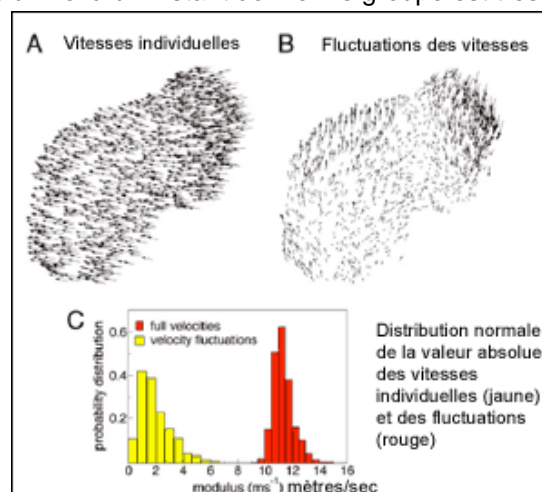 A Vitesses individuelles
B Fluctuations des vitesses
C
full velocities
velocity fluctuations
probability distribution
0.6
0.4
0.2
0 2 4 6 8 10 12 14 16
modulus (ms⁻¹) mètres/sec
Distribution normale
de la valeur absolue
des vitesses
individuelles (jaune)
et des fluctuations
(rouge)